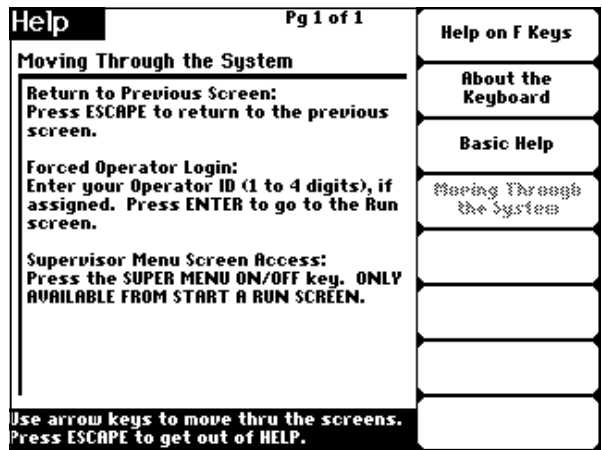 Help
Pg 1 of 1
Moving Through the System
Return to Previous Screen:
Press ESCAPE to return to the previous
screen.
Forced Operator Login:
Enter your Operator ID (1 to 4 digits), if
assigned. Press ENTER to go to the Run
screen.
Supervisor Menu Screen Access:
Press the SUPER MENU ON/OFF key. ONLY
AVAILABLE FROM START A RUN SCREEN.
Use arrow keys to move thru the screens.
Press ESCAPE to get out of HELP.
Help on F Keys
About the
Keyboard
Basic Help
Moving Through
the System